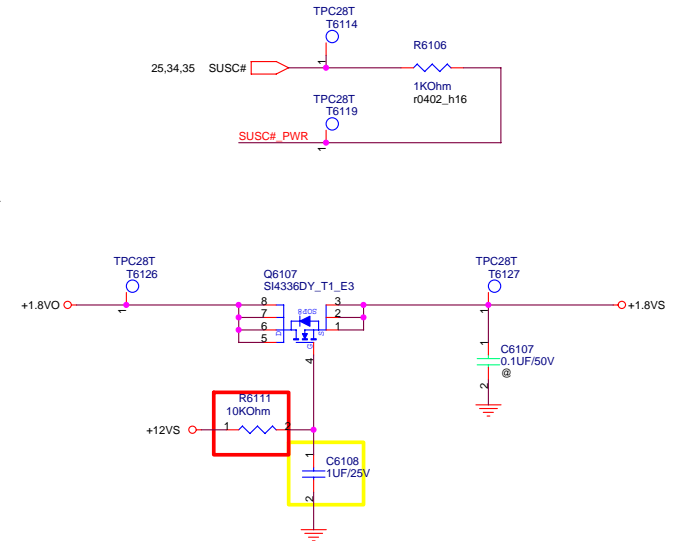 TPC28T
T6114
R6106
25,34,35 SUSC#
1
1KOhm
r0402_h16
TPC28T
T6119
SUSC#_PWR
1
TPC28T
T6126
Q6107
SI4336DY_T1_E3
TPC28T
T6127
+1.8VO
1
8
7
6
5
D
SOP8
G
S
3
2
1
4
1
+1.8VS
1
C6107
0.1UF/50V
@
2
R6111
10KOhm
+12VS
1
2
1
C6108
1UF/25V
2